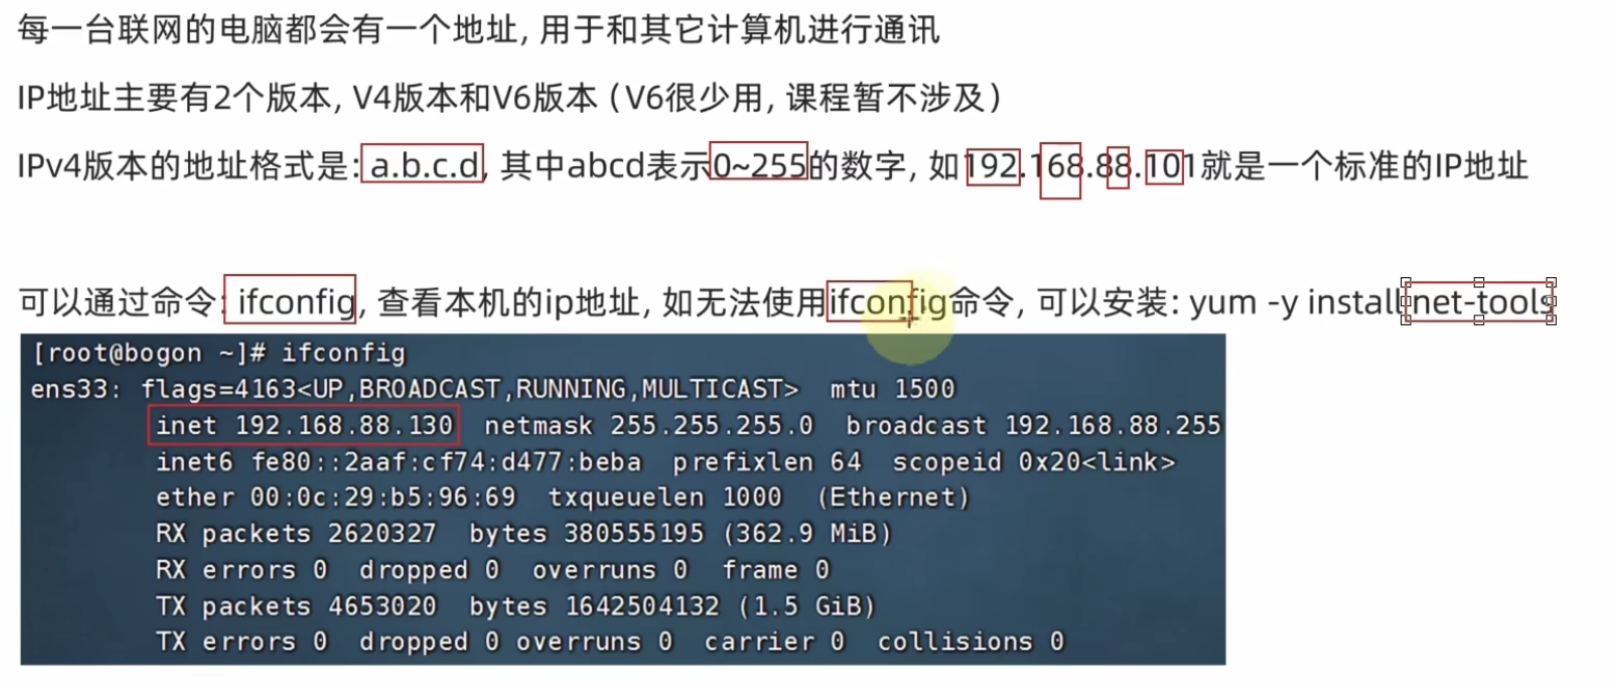 每一台联网的电脑都会有一个地址, 用于和其它计算机进行通讯
IP地址主要有2个版本, V4版本和V6版本（V6很少用, 课程暂不涉及）
IPv4版本的地址格式是: a.b.c.d, 其中abcd表示0~255的数字, 如192.168.88.101就是一个标准的IP地址
可以通过命令: ifconfig, 查看本机的ip地址, 如无法使用ifconfig命令, 可以安装: yum -y install net-tools
[root@bogon ~]# ifconfig
ens33: flags=4163<UP,BROADCAST,RUNNING,MULTICAST>  mtu 1500
inet 192.168.88.130  netmask 255.255.255.0  broadcast 192.168.88.255
inet6 fe80::2aaf:cf74:d477:beba  prefixlen 64  scopeid 0x20<link>
ether 00:0c:29:b5:96:69  txqueuelen 1000  (Ethernet)
RX packets 2620327  bytes 380555195 (362.9 MiB)
RX errors 0  dropped 0  overruns 0  frame 0
TX packets 4653020  bytes 1642504132 (1.5 GiB)
TX errors 0  dropped 0 overruns 0  carrier 0  collisions 0